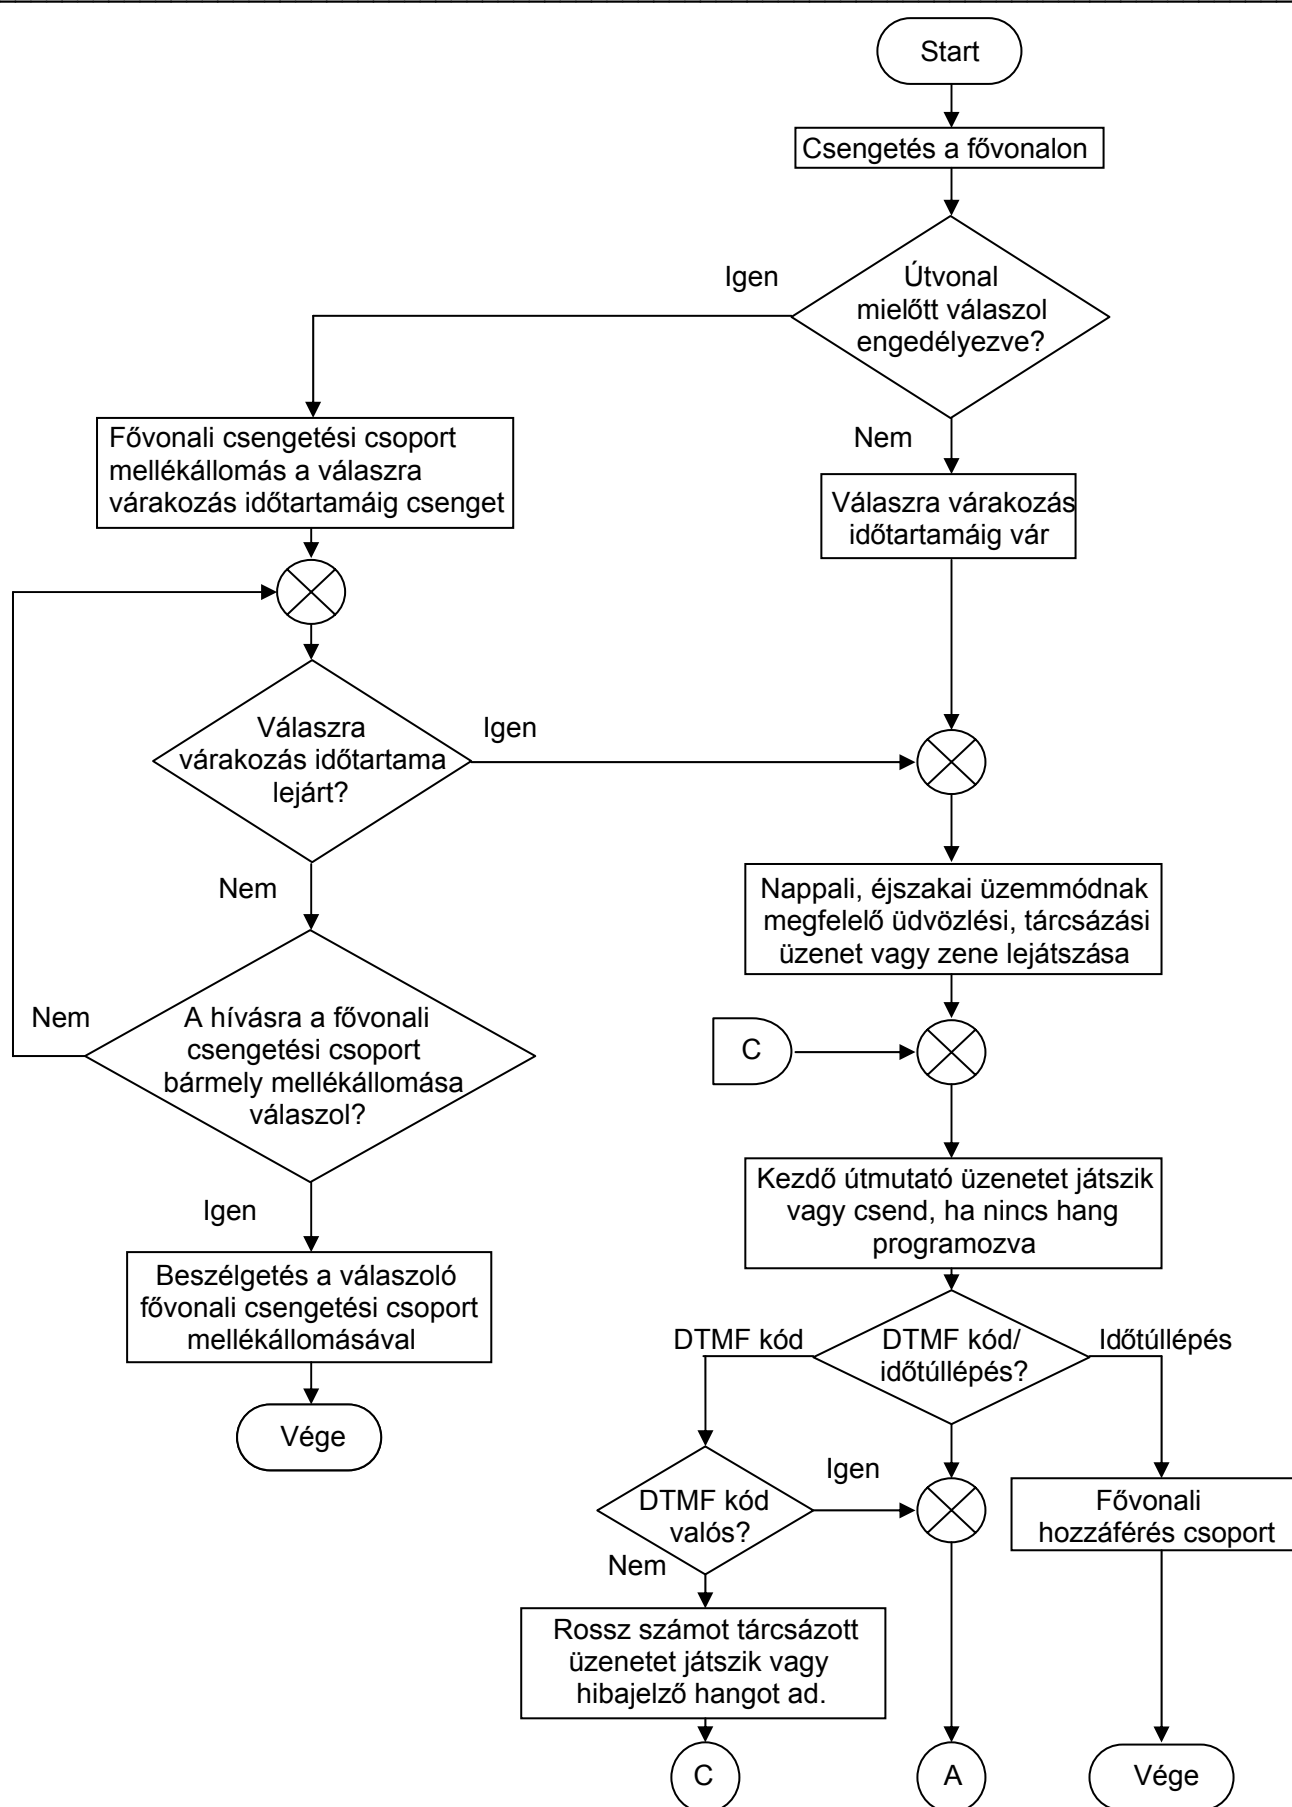 Start
Csengetés a fővonalon
Igen
Útvonal
mielőtt válaszol
engedélyezve?
Fővonali csengetési csoport
mellékállomás a válaszra
várakozás időtartamáig csenget
Nem
Válaszra várakozás
időtartamáig vár
Válaszra
várakozás időtartama
lejárt?
Igen
Nem
Nappali, éjszakai üzemmódnak
megfelelő üdvözlési, tárcsázási
üzenet vagy zene lejátszása
Nem
A hívásra a fővonali
csengetési csoport
bármely mellékállomása
válaszol?
C
Igen
Kezdő útmutató üzenetet játszik
vagy csend, ha nincs hang
programozva
Beszélgetés a válaszoló
fővonali csengetési csoport
mellékállomásával
DTMF kód
DTMF kód/
időtúllépés?
Időtúllépés
Vége
Igen
DTMF kód
valós?
Fővonali
hozzáférés csoport
Nem
Rossz számot tárcsázott
üzenetet játszik vagy
hibajelző hangot ad.
C
A
Vége